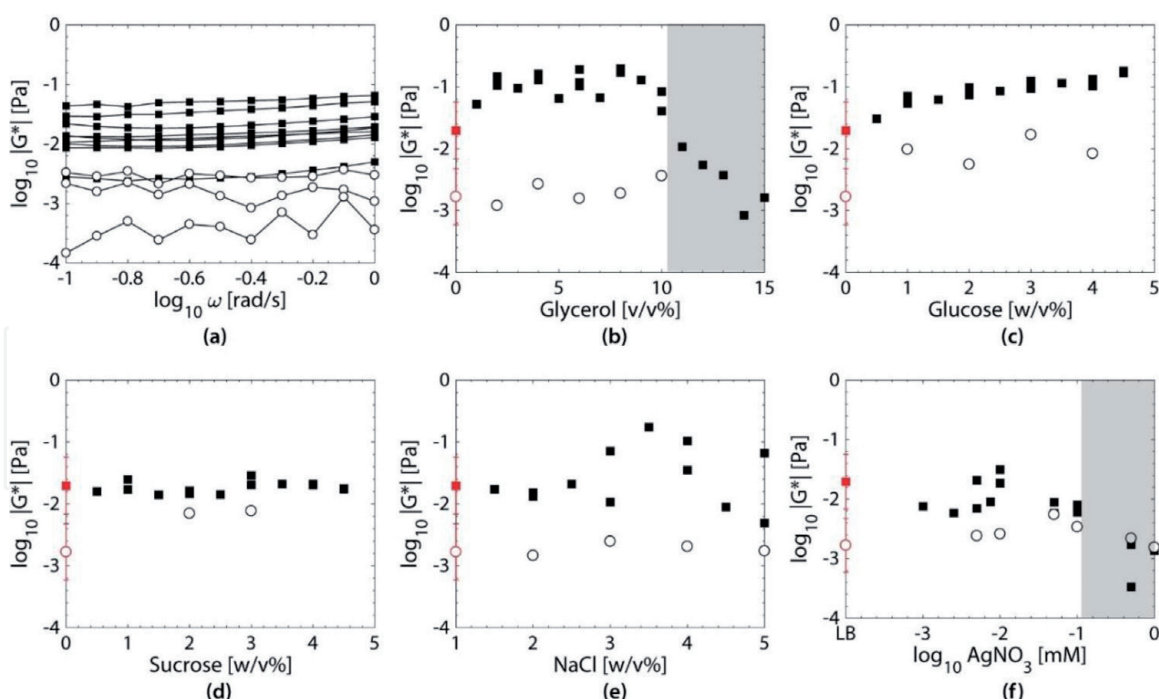 0
-1
-2
-3
-4
log10 |G*| [Pa]
-1 -0.8 -0.6 -0.4 -0.2 0
log10 ω [rad/s]
(a)
0
-1
-2
-3
-4
log10 |G*| [Pa]
0 5 10 15
Glycerol [v/v%]
(b)
0
-1
-2
-3
-4
log10 |G*| [Pa]
0 1 2 3 4 5
Glucose [w/v%]
(c)
0
-1
-2
-3
-4
log10 |G*| [Pa]
0 1 2 3 4 5
Sucrose [w/v%]
(d)
0
-1
-2
-3
-4
log10 |G*| [Pa]
1 2 3 4 5
NaCl [w/v%]
(e)
0
-1
-2
-3
-4
log10 |G*| [Pa]
LB -3 -2 -1 0
log10 AgNO3 [mM]
(f)